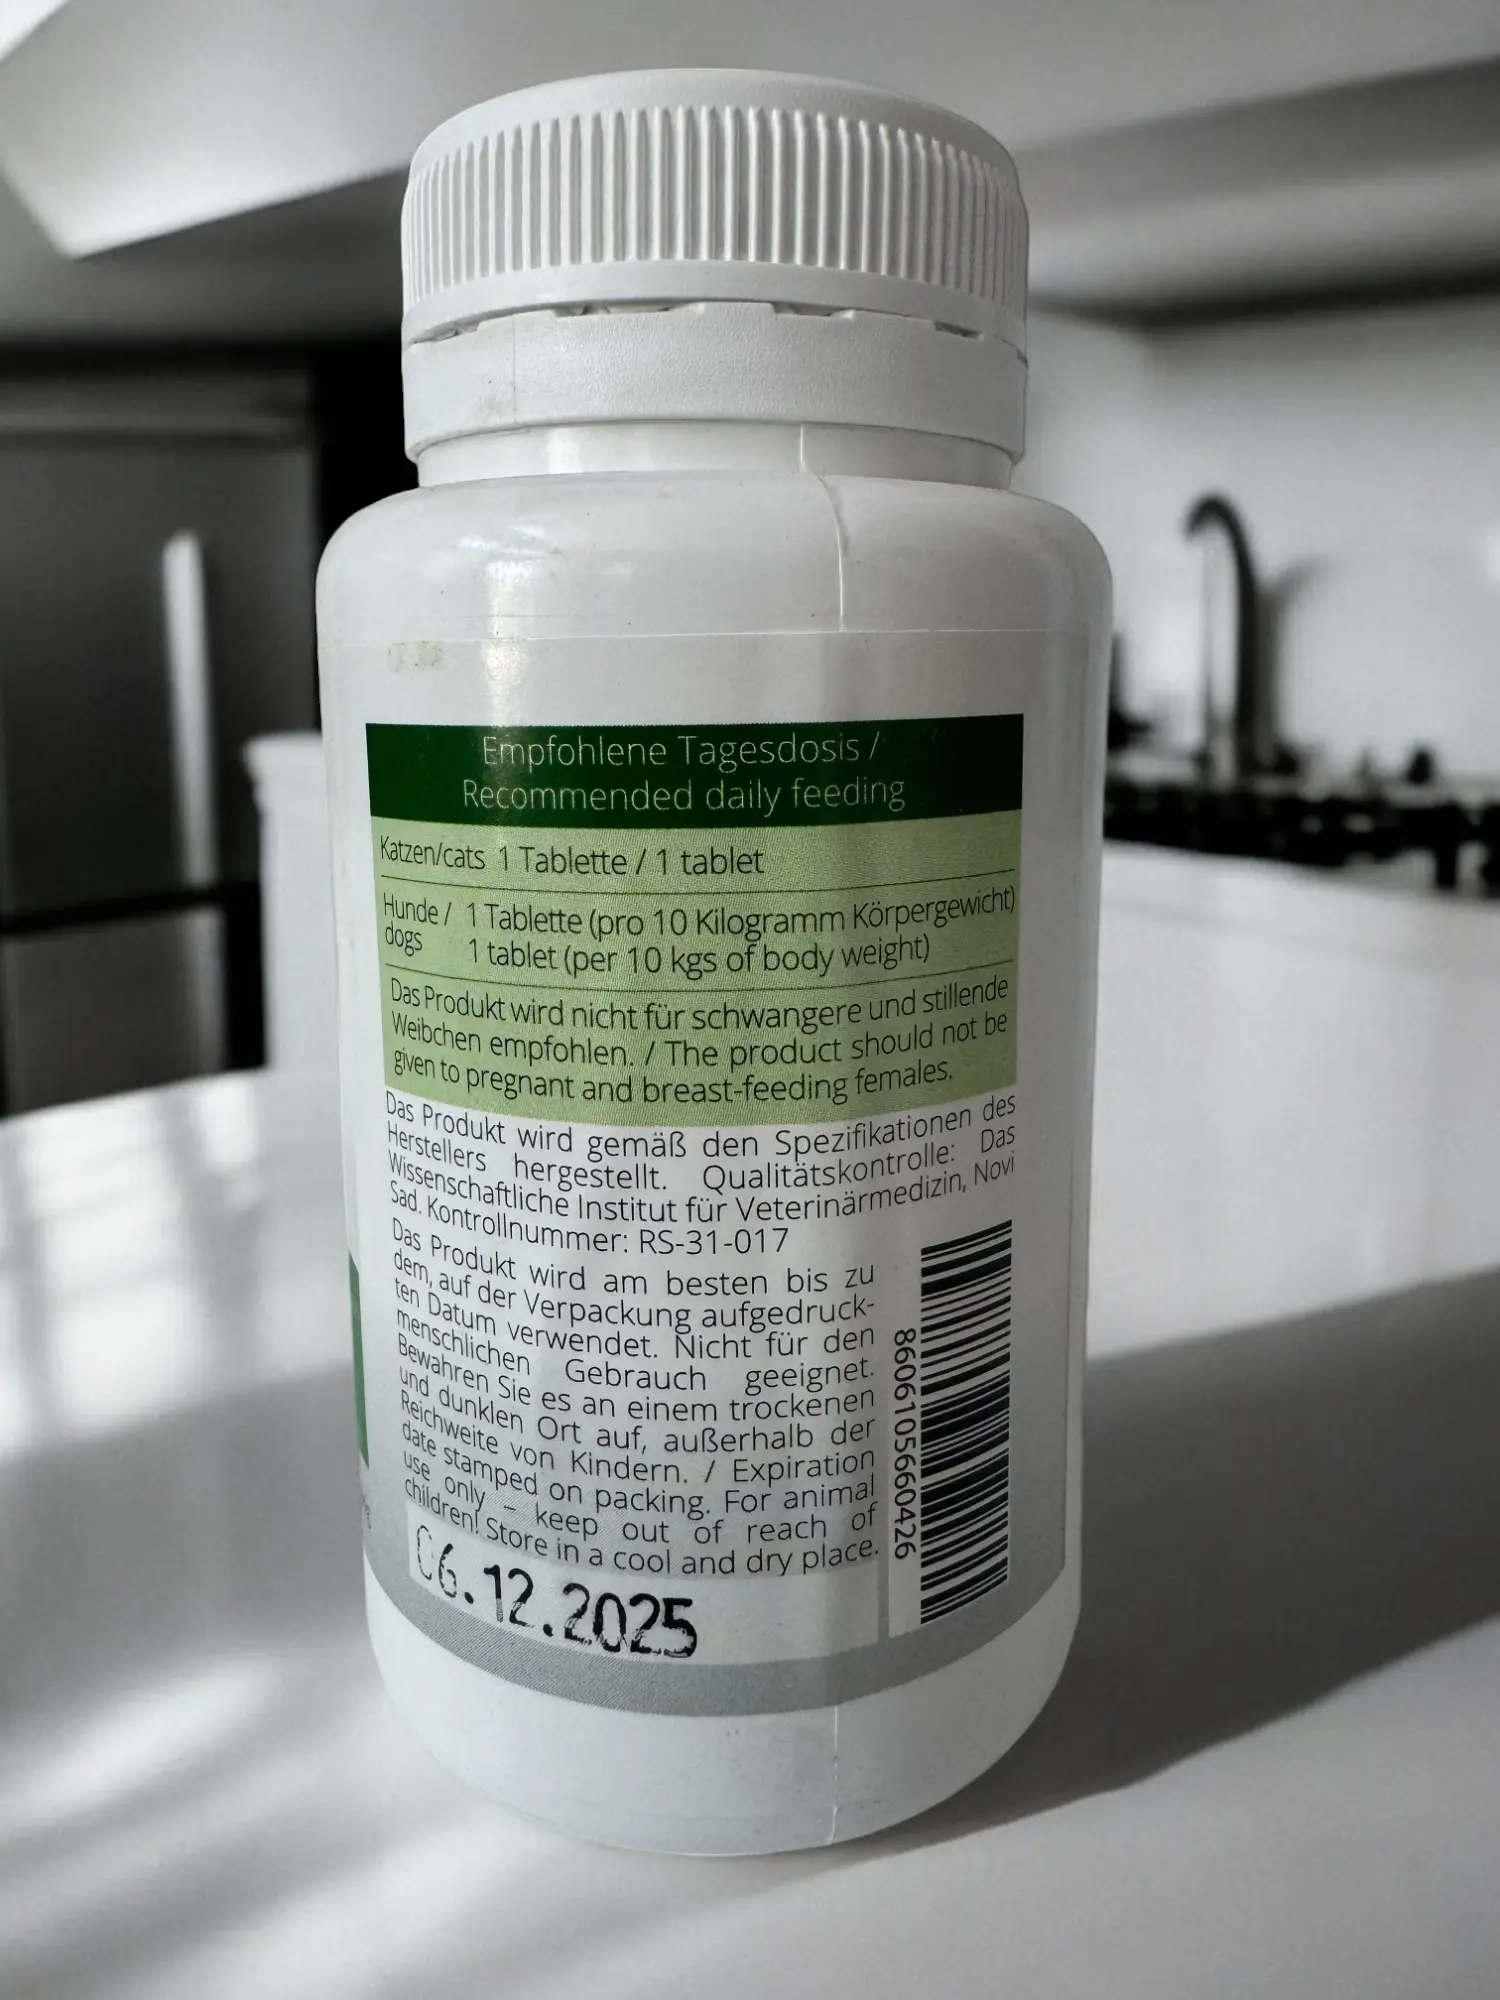 Empfohlene Tagesdosis /
Recommended daily feeding
Katzen/cats 1 Tablette / 1 tablet
Hunde / 1 Tablette (pro 10 Kilogramm Körpergewicht)
dogs 1 tablet (per 10 kgs of body weight)
Das Produkt wird nicht für schwangere und stillende
Weibchen empfohlen. / The product should not be
given to pregnant and breast-feeding females.
Das Produkt wird gemäß den Spezifikationen des
Herstellers hergestellt. Qualitätskontrolle: Das
Wissenschaftliche Institut für Veterinärmedizin, Novi
Sad. Kontrollnummer: RS-31-017
Das Produkt wird am besten bis zu
dem, auf der Verpackung aufgedruck-
ten Datum verwendet. Nicht für den
menschlichen Gebrauch geeignet.
Bewahren Sie es an einem trockenen
und dunklen Ort auf, außerhalb der
Reichweite von Kindern. / Expiration
date stamped on packing. For animal
use only – keep out of reach of
children! Store in a cool and dry place.
06.12.2025
8606105660426